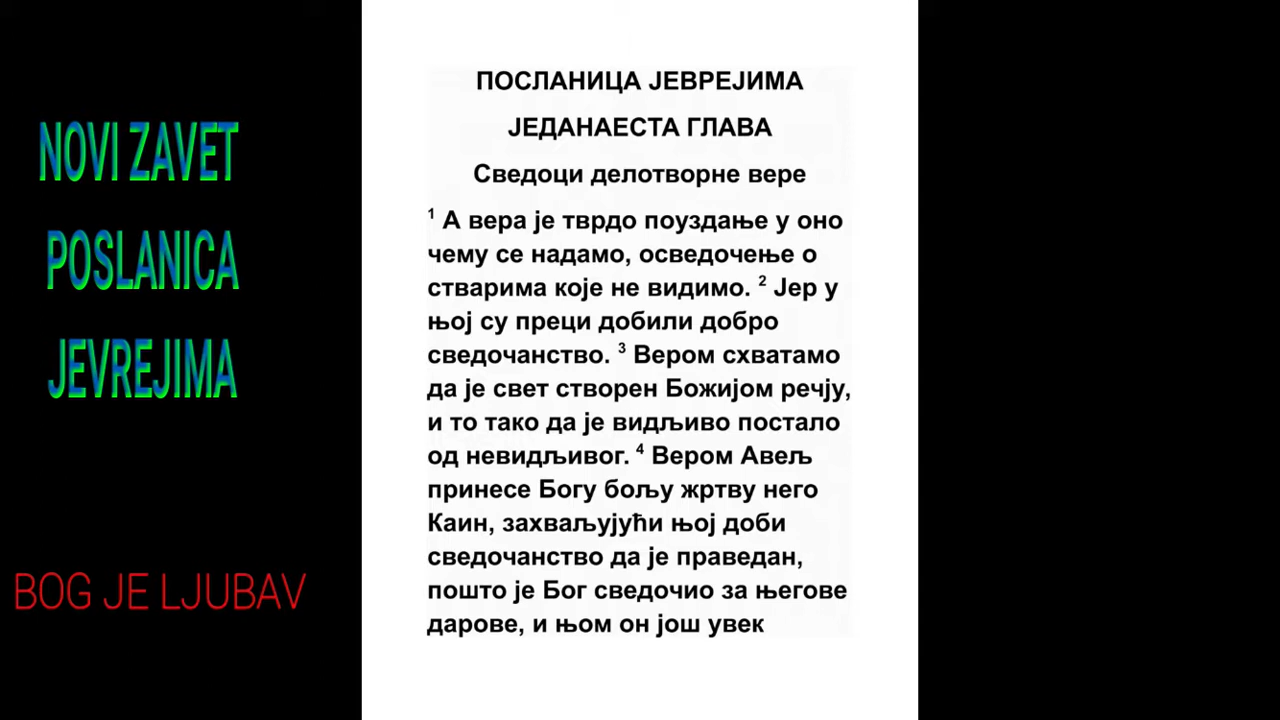 NOVI ZAVET
POSLANICA
JEVREJIMA
BOG JE LJUBAV
ПОСЛАНИЦА ЈЕВРЕЈИМА
ЈЕДАНАЕСТА ГЛАВА
Сведоци делотворне вере
¹ А вера је тврдо поуздање у оно
чему се надамо, осведочење о
стварима које не видимо. ² Јер у
њој су преци добили добро
сведочанство. ³ Вером схватамо
да је свет створен Божијом речју,
и то тако да је видљиво постало
од невидљивог. ⁴ Вером Авељ
принесе Богу бољу жртву него
Каин, захваљујући њој доби
сведочанство да је праведан,
пошто је Бог сведочио за његове
дарове, и њом он још увек